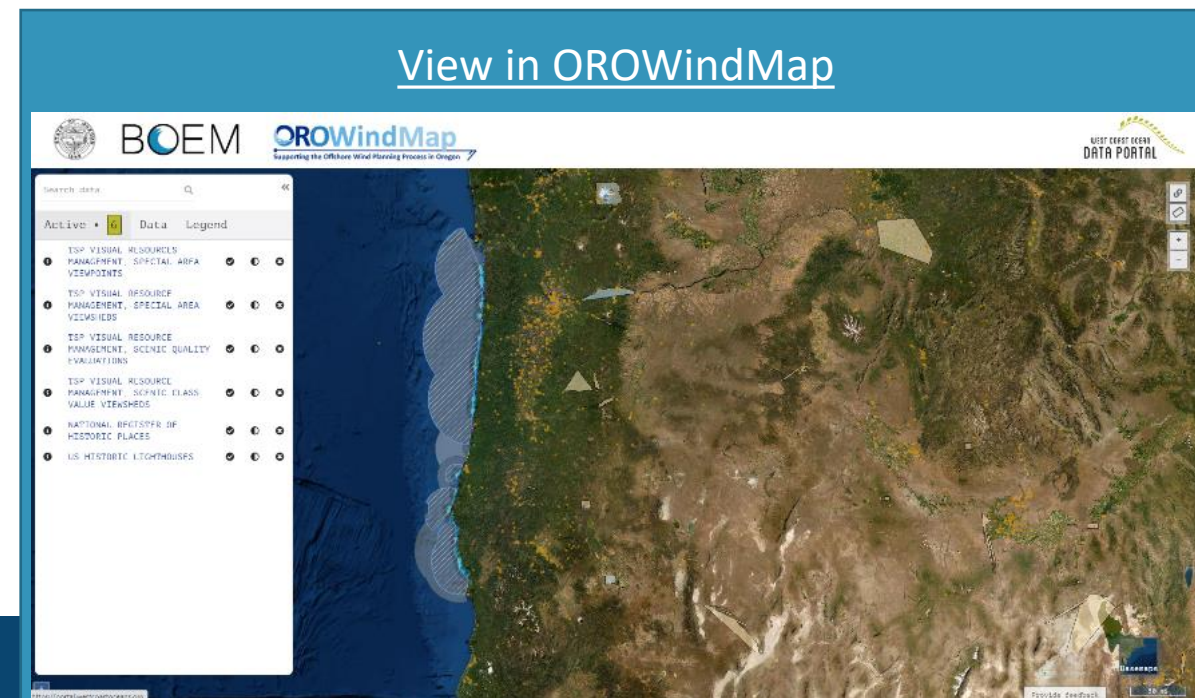 View in OROWindMap
BOEM
OROWindMap
Supporting the Offshore Wind Planning Process in Oregon
WEST COAST OCEAN
DATA PORTAL
Search data
«
Active • 6 Data Legend
TSP VISUAL RESOURCES
MANAGEMENT, SPECIAL AREA
VIEWPOINTS
TSP VISUAL RESOURCE
MANAGEMENT, SPECIAL AREA
VIEWSHEDS
TSP VISUAL RESOURCE
MANAGEMENT, SCENIC QUALITY
EVALUATIONS
TSP VISUAL RESOURCE
MANAGEMENT, SCENIC CLASS
VALUE VIEWSHEDS
NATIONAL REGISTER OF
HISTORIC PLACES
US HISTORIC LIGHTHOUSES
+
−
Basemaps
Provide feedback